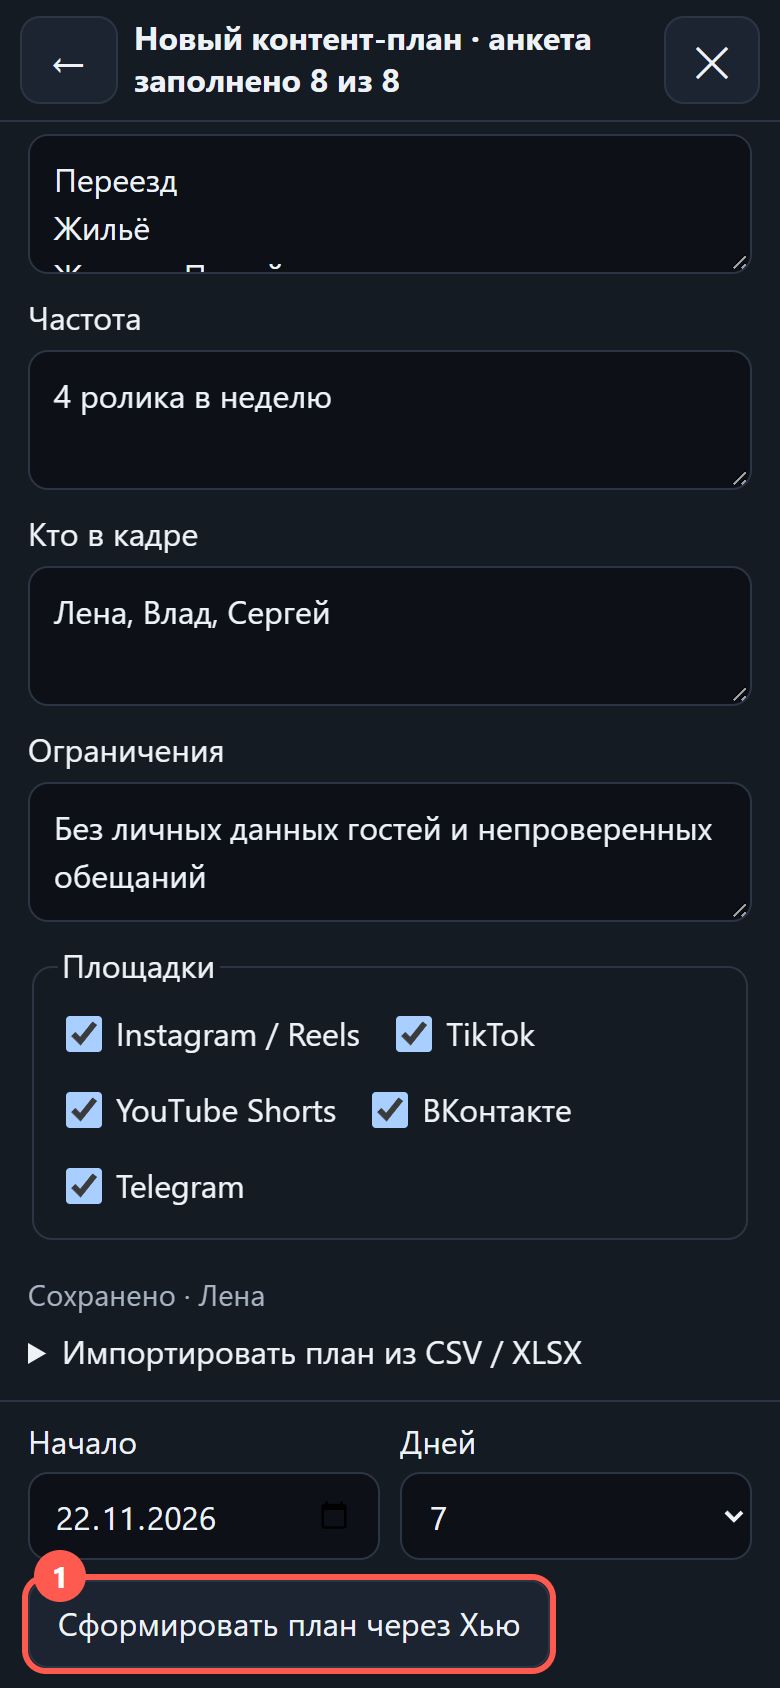 ←
Новый контент-план · анкета
заполнено 8 из 8
Переезд
Жильё
Частота
4 ролика в неделю
Кто в кадре
Лена, Влад, Сергей
Ограничения
Без личных данных гостей и непроверенных
обещаний
Площадки
Instagram / Reels TikTok
YouTube Shorts ВКонтакте
Telegram
Сохранено · Лена
▶ Импортировать план из CSV / XLSX
Начало Дней
22.11.2026 7
1
Сформировать план через Хью